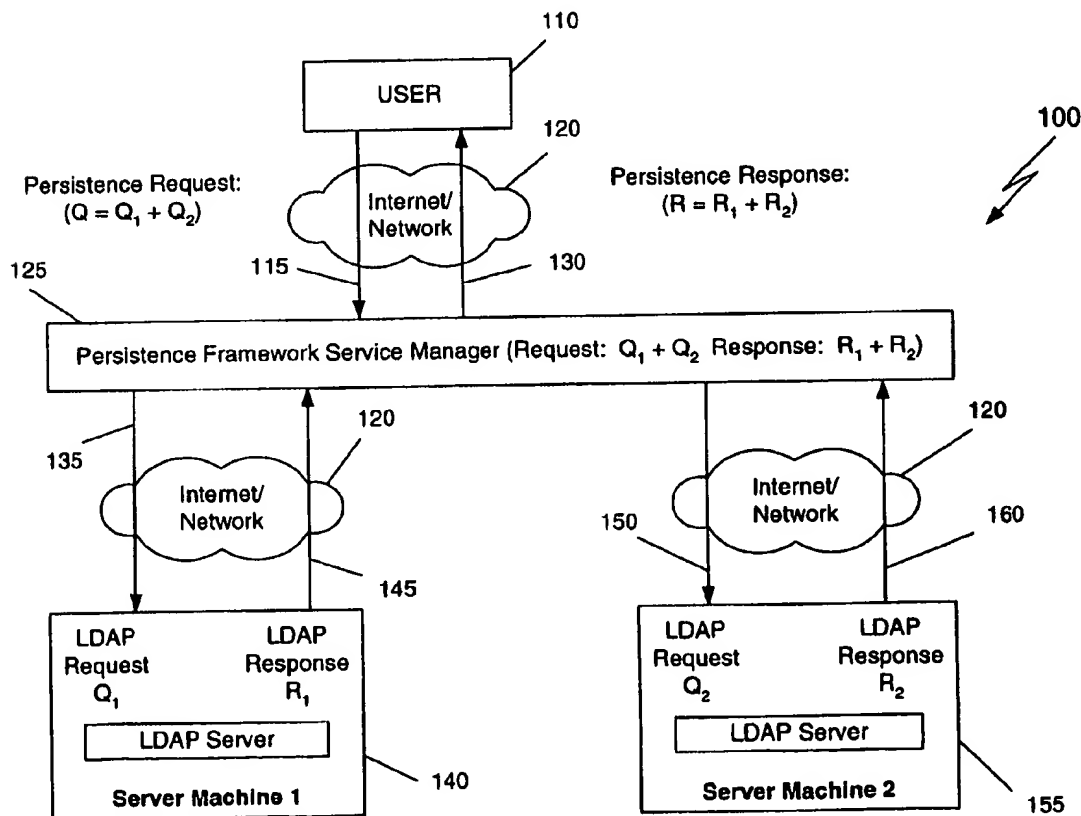 110
USER
120
100
Persistence Request:
(Q = Q₁ + Q₂)
Internet/
Network
Persistence Response:
(R = R₁ + R₂)
125
115
130
Persistence Framework Service Manager (Request: Q₁ + Q₂ Response: R₁ + R₂)
135
120
120
Internet/
Network
Internet/
Network
150
160
145
LDAP
Request
Q₁
LDAP
Response
R₁
LDAP Server
Server Machine 1
140
LDAP
Request
Q₂
LDAP
Response
R₂
LDAP Server
Server Machine 2
155